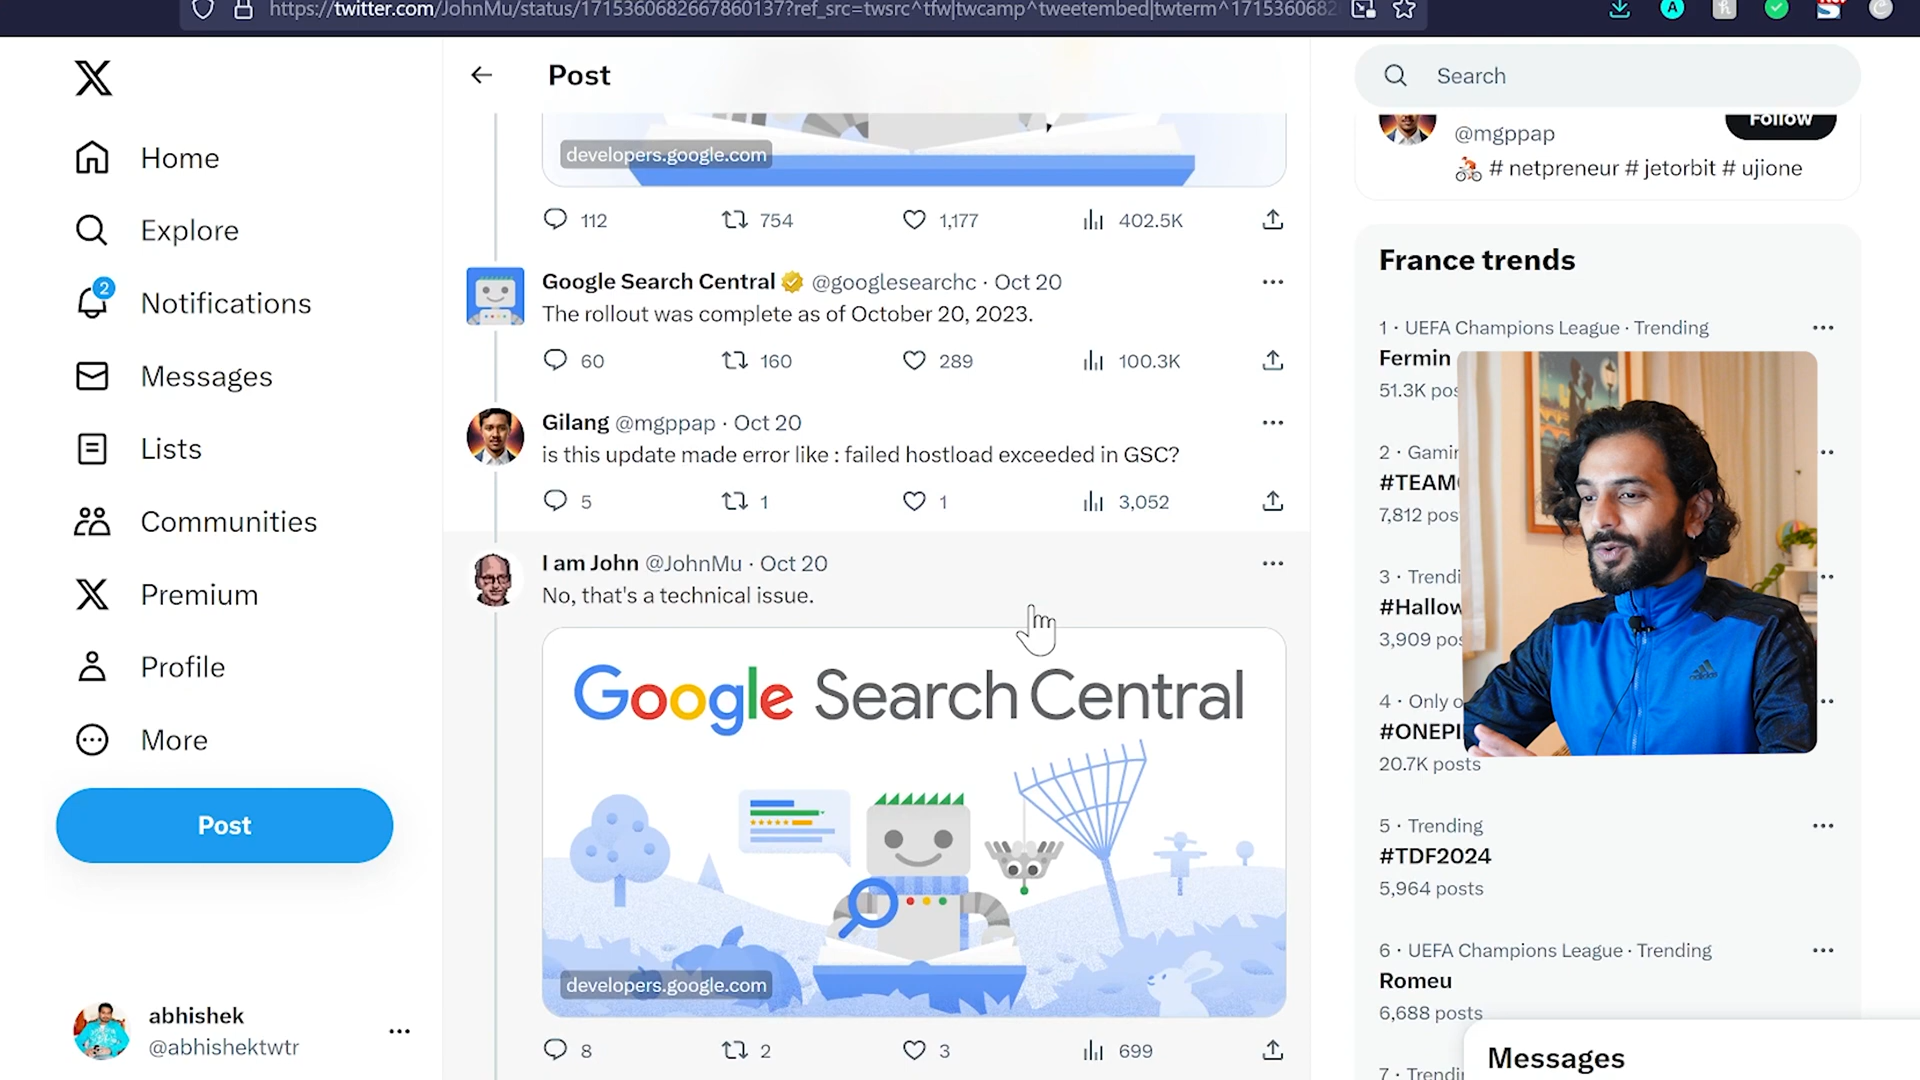 https://twitter.com/JohnMu/status/1715360682667860137?ref_src=twsrc^tfw|twcamp^tweetembed|twterm^171536068
Post
Search
developers.google.com
112
754
1,177
402.5K
Google Search Central @googlesearchc · Oct 20
The rollout was complete as of October 20, 2023.
60
160
289
100.3K
Gilang @mgppap · Oct 20
is this update made error like : failed hostload exceeded in GSC?
5
1
1
3,052
I am John @JohnMu · Oct 20
No, that's a technical issue.
Google Search Central
developers.google.com
8
2
3
699
Home
Explore
2
Notifications
Messages
Lists
Communities
Premium
Profile
More
Post
abhishek
@abhishektwtr
@mgppap
Follow
# netpreneur # jetorbit # ujione
France trends
1 · UEFA Champions League · Trending
Fermin
51.3K
2 ·
#TEAM
7,812
3 ·
#Hallow
3,909
4 · Only
#ONEPI
20.7K posts
5 · Trending
#TDF2024
5,964 posts
6 · UEFA Champions League · Trending
Romeu
6,688 posts
7 ·
Messages